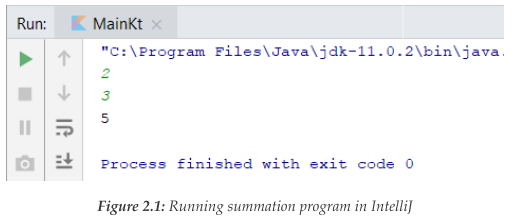 Run: MainKt ×
"C:\Program Files\Java\jdk-11.0.2\bin\java.
2
3
5
Process finished with exit code 0
Figure 2.1: Running summation program in IntelliJ